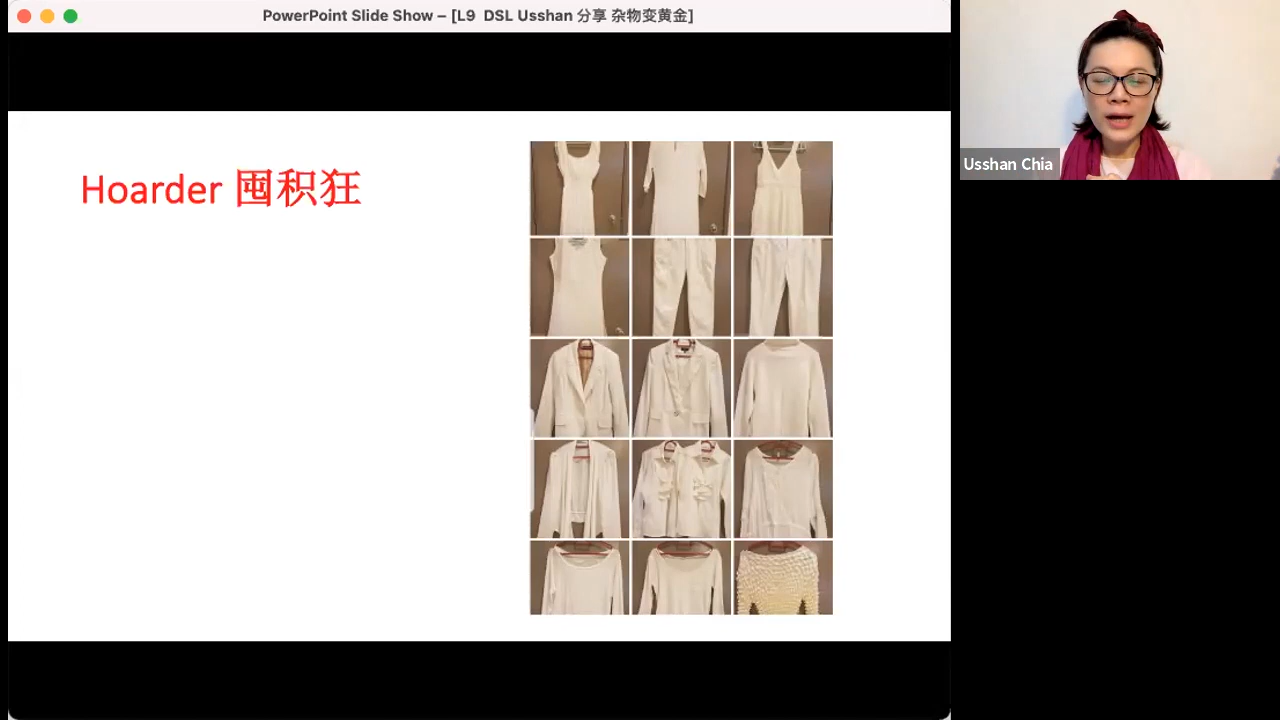 PowerPoint Slide Show – [L9  DSL Usshan 分享 杂物变黄金]
Hoarder 囤积狂
Usshan Chia